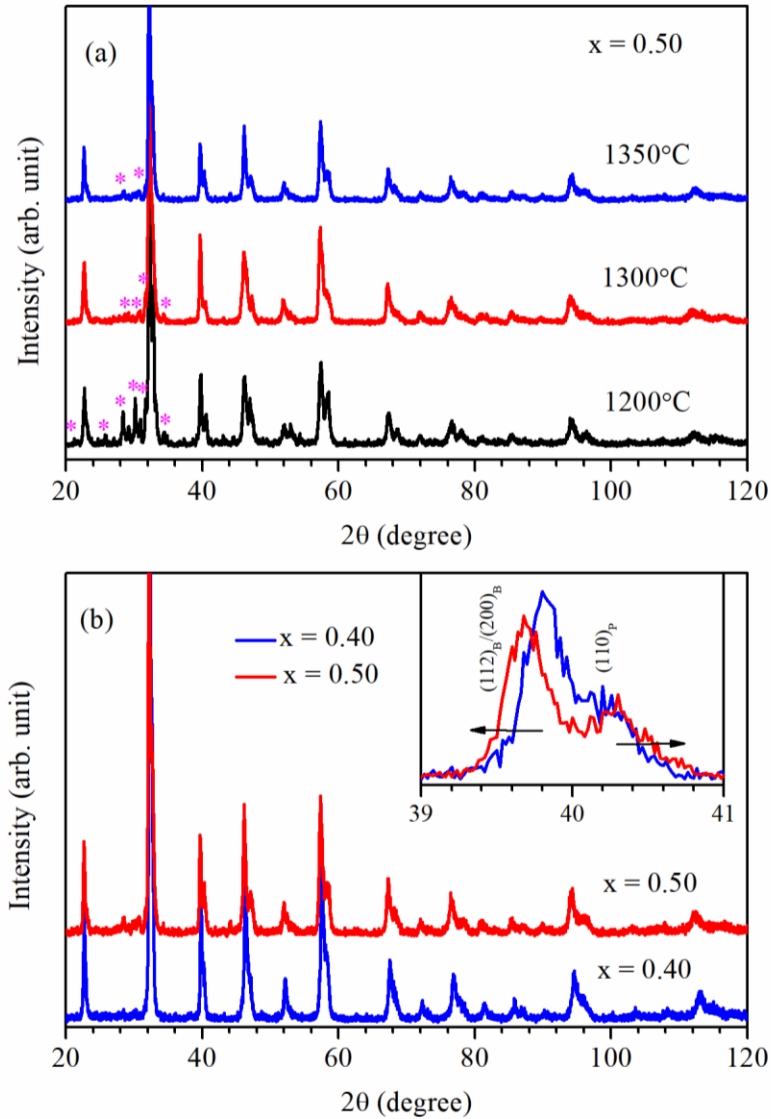 (a)
x = 0.50
1350°C
* *
1300°C
* * * * *
1200°C
* * * * * *
Intensity (arb. unit)
20 40 60 80 100 120
2θ (degree)
(b)
x = 0.40
x = 0.50
(112)B/(200)B
(110)P
39 40 41
x = 0.50
x = 0.40
Intensity (arb. unit)
20 40 60 80 100 120
2θ (degree)